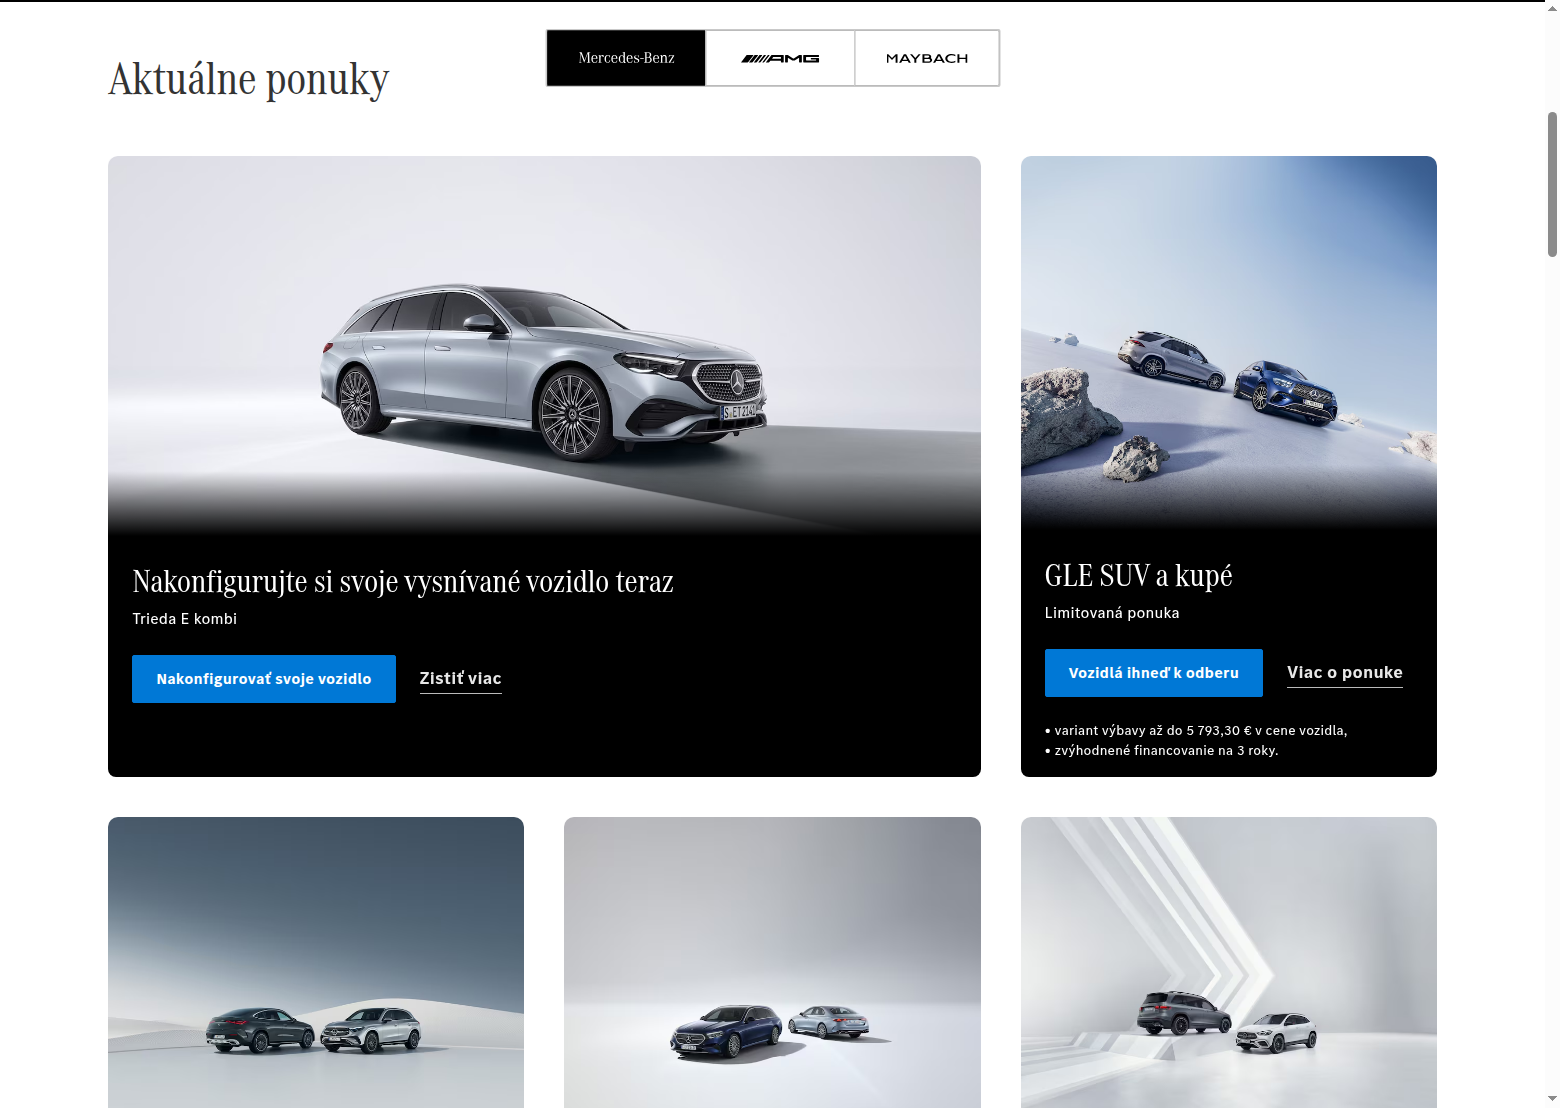 Aktuálne ponuky
Mercedes-Benz
AMG
MAYBACH
S ET 2140
Nakonfigurujte si svoje vysnívané vozidlo teraz
Trieda E kombi
Nakonfigurovať svoje vozidlo
Zistiť viac
GLE SUV a kupé
Limitovaná ponuka
Vozidlá ihneď k odberu
Viac o ponuke
• variant výbavy až do 5 793,30 € v cene vozidla,
• zvýhodnené financovanie na 3 roky.